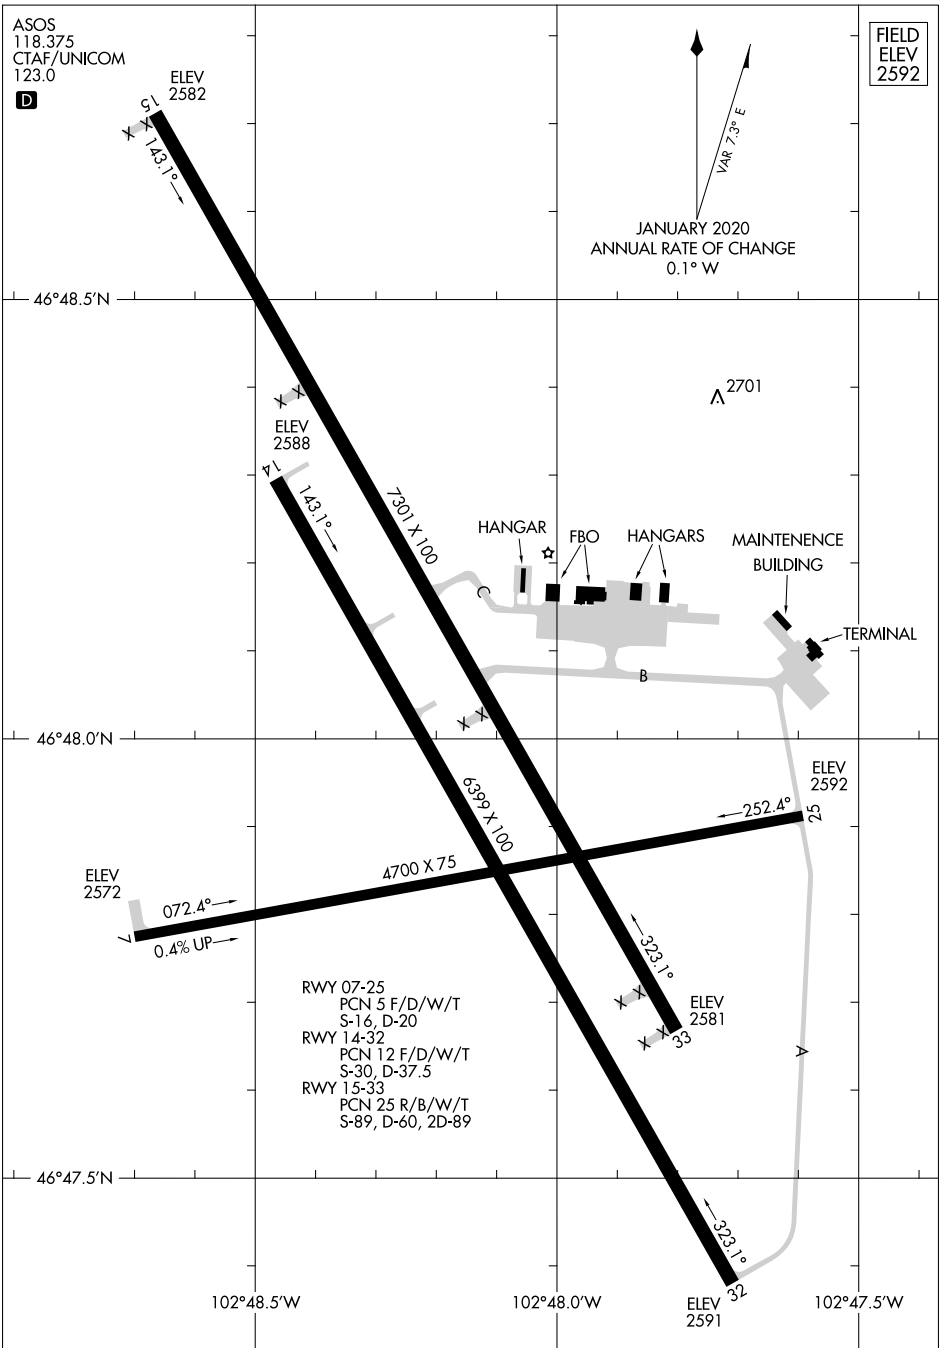 ASOS
118.375
CTAF/UNICOM
123.0
D
FIELD
ELEV
2592
ELEV
2582
15
X X
143.1°
VAR 7.3° E
JANUARY 2020
ANNUAL RATE OF CHANGE
0.1° W
46°48.5'N
2701
X X
ELEV
2588
14
143.1°
7301 X 100
HANGAR
FBO
HANGARS
MAINTENENCE
BUILDING
C
TERMINAL
B
X X
46°48.0'N
6399 X 100
ELEV
2592
252.4°
25
4700 X 75
ELEV
2572
072.4°
7
0.4% UP
323.1°
X X
ELEV
2581
X X
33
RWY 07-25
PCN 5 F/D/W/T
S-16, D-20
RWY 14-32
PCN 12 F/D/W/T
S-30, D-37.5
RWY 15-33
PCN 25 R/B/W/T
S-89, D-60, 2D-89
A
46°47.5'N
323.1°
32
ELEV
2591
102°48.5'W
102°48.0'W
102°47.5'W